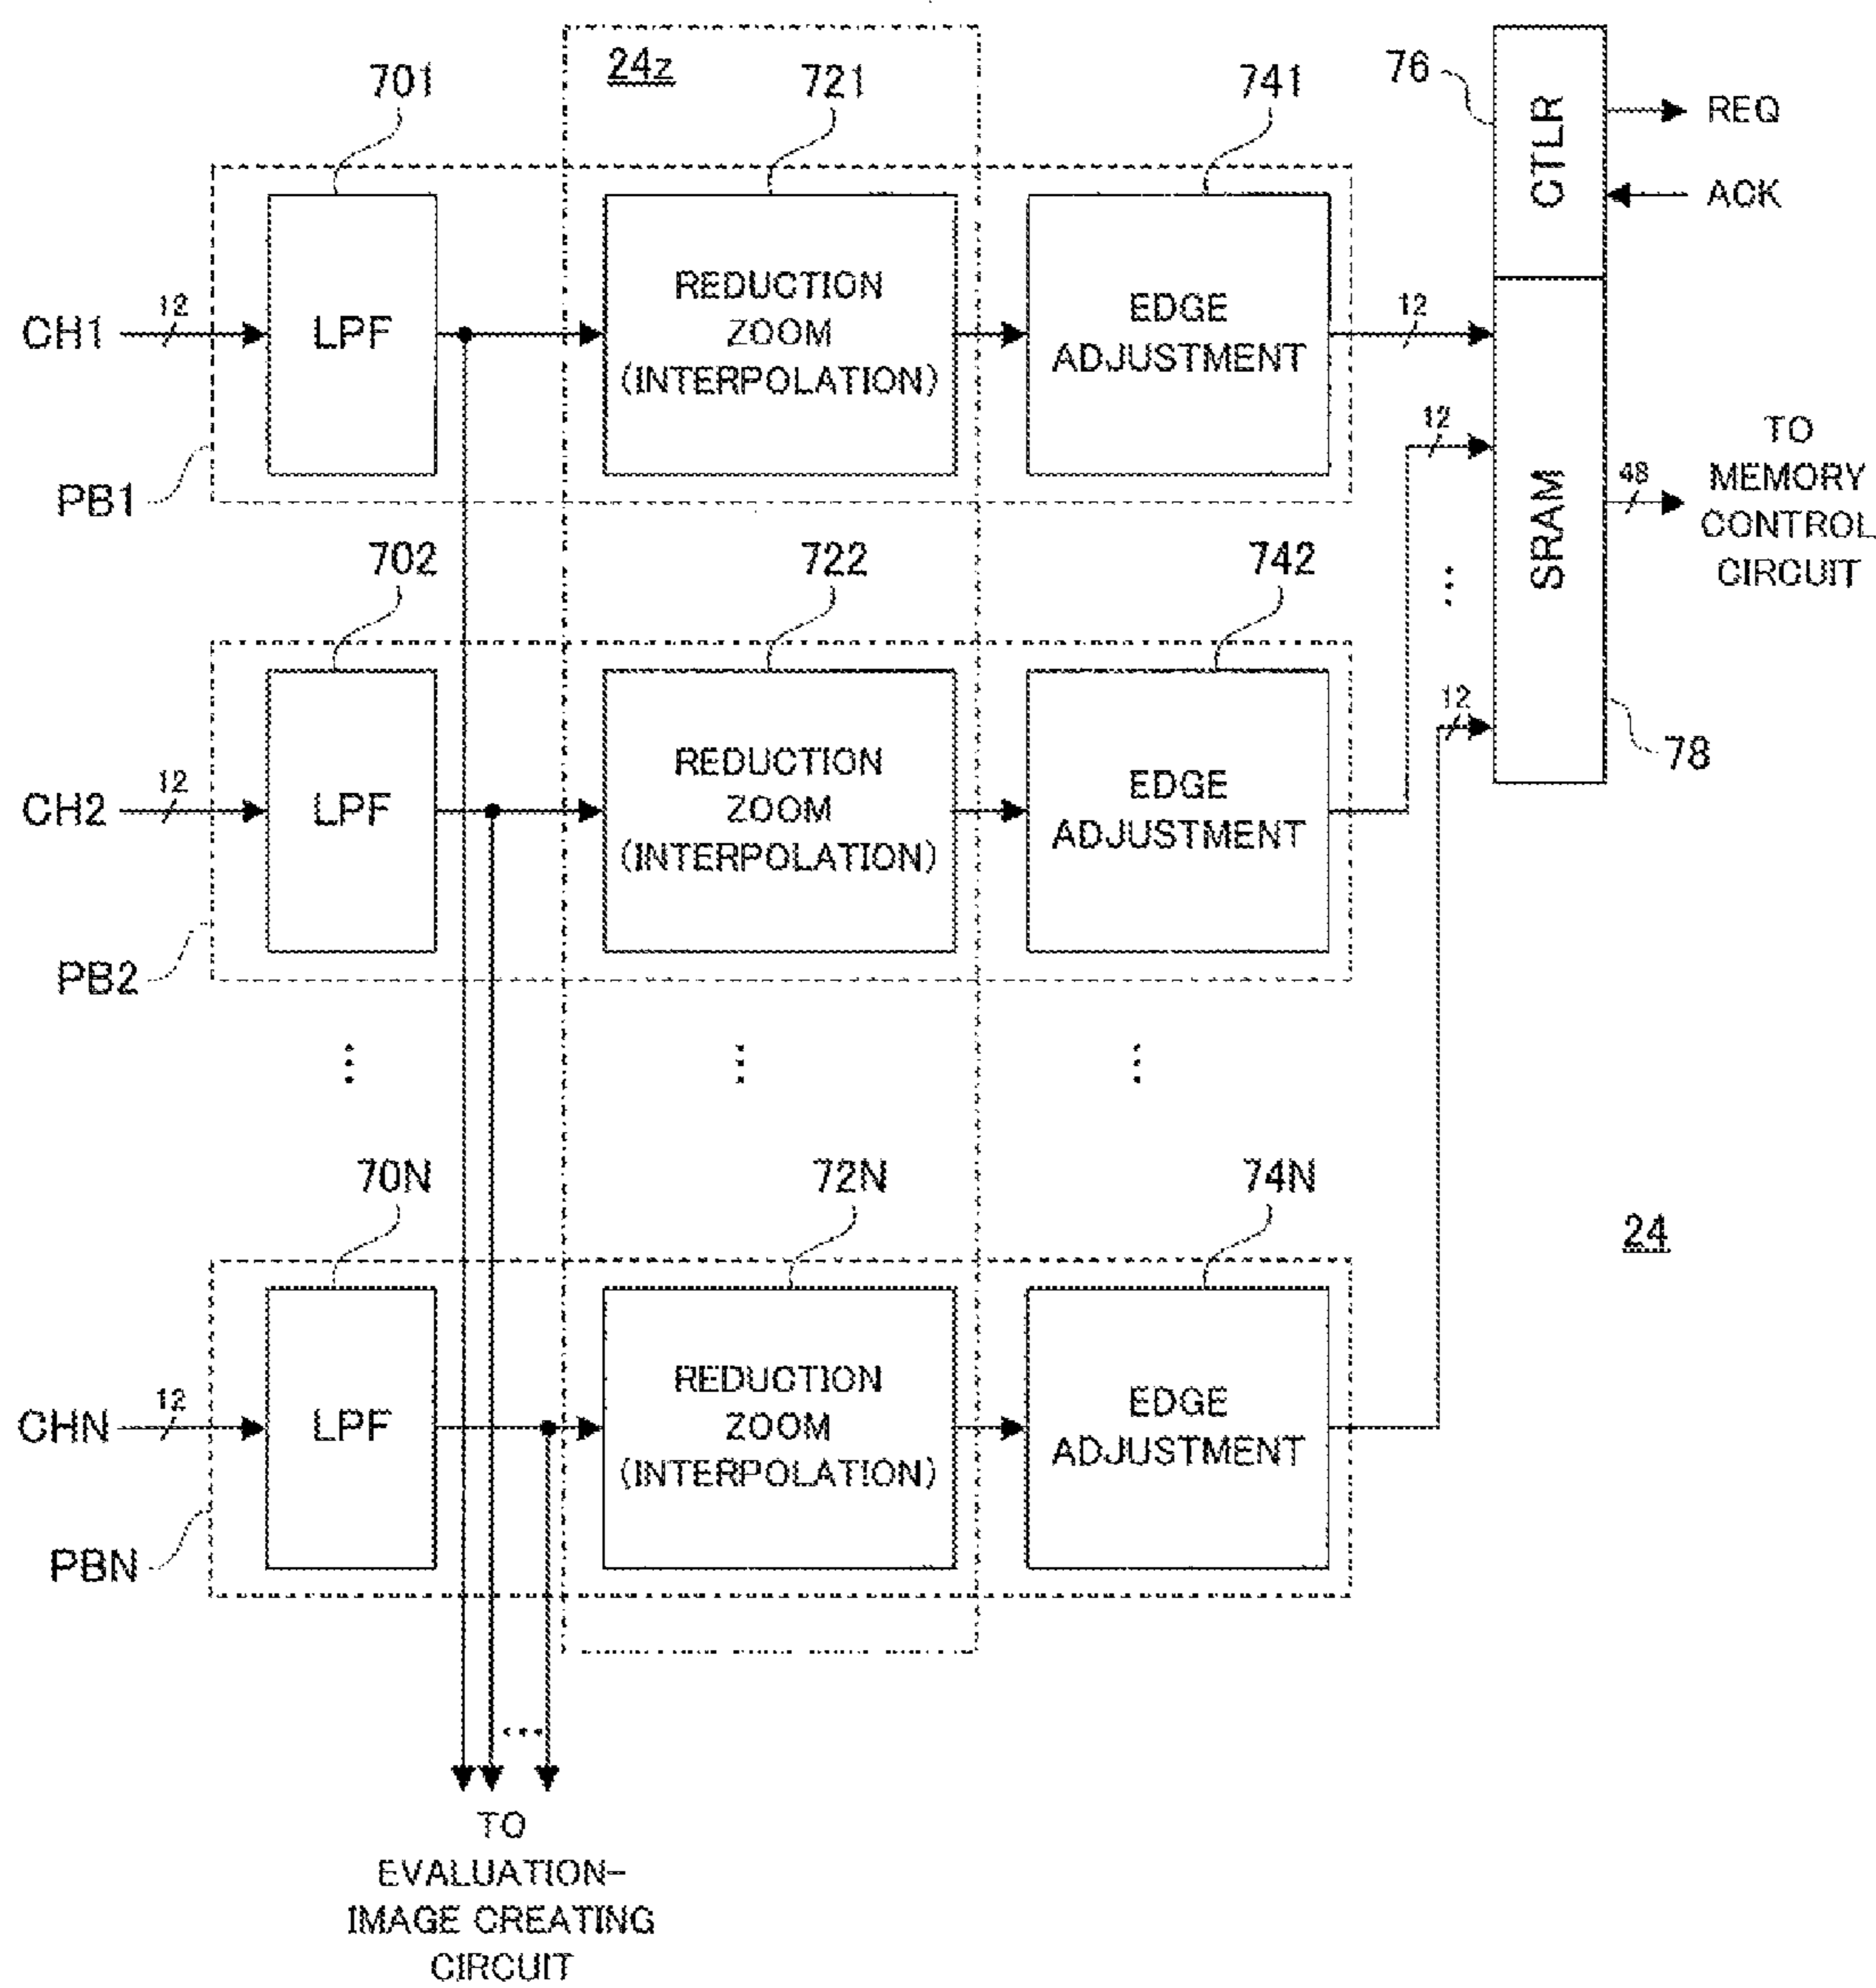 24z
701
721
741
76
CTLR
REQ
ACK
CH1
12
LPF
REDUCTION
ZOOM
(INTERPOLATION)
EDGE
ADJUSTMENT
12
PB1
12
SRAM
48
TO
MEMORY
CONTROL
CIRCUIT
702
722
742
...
12
78
CH2
12
LPF
REDUCTION
ZOOM
(INTERPOLATION)
EDGE
ADJUSTMENT
PB2
...
...
...
70N
72N
74N
24
CHN
12
LPF
REDUCTION
ZOOM
(INTERPOLATION)
EDGE
ADJUSTMENT
PBN
...
TO
EVALUATION-
IMAGE CREATING
CIRCUIT